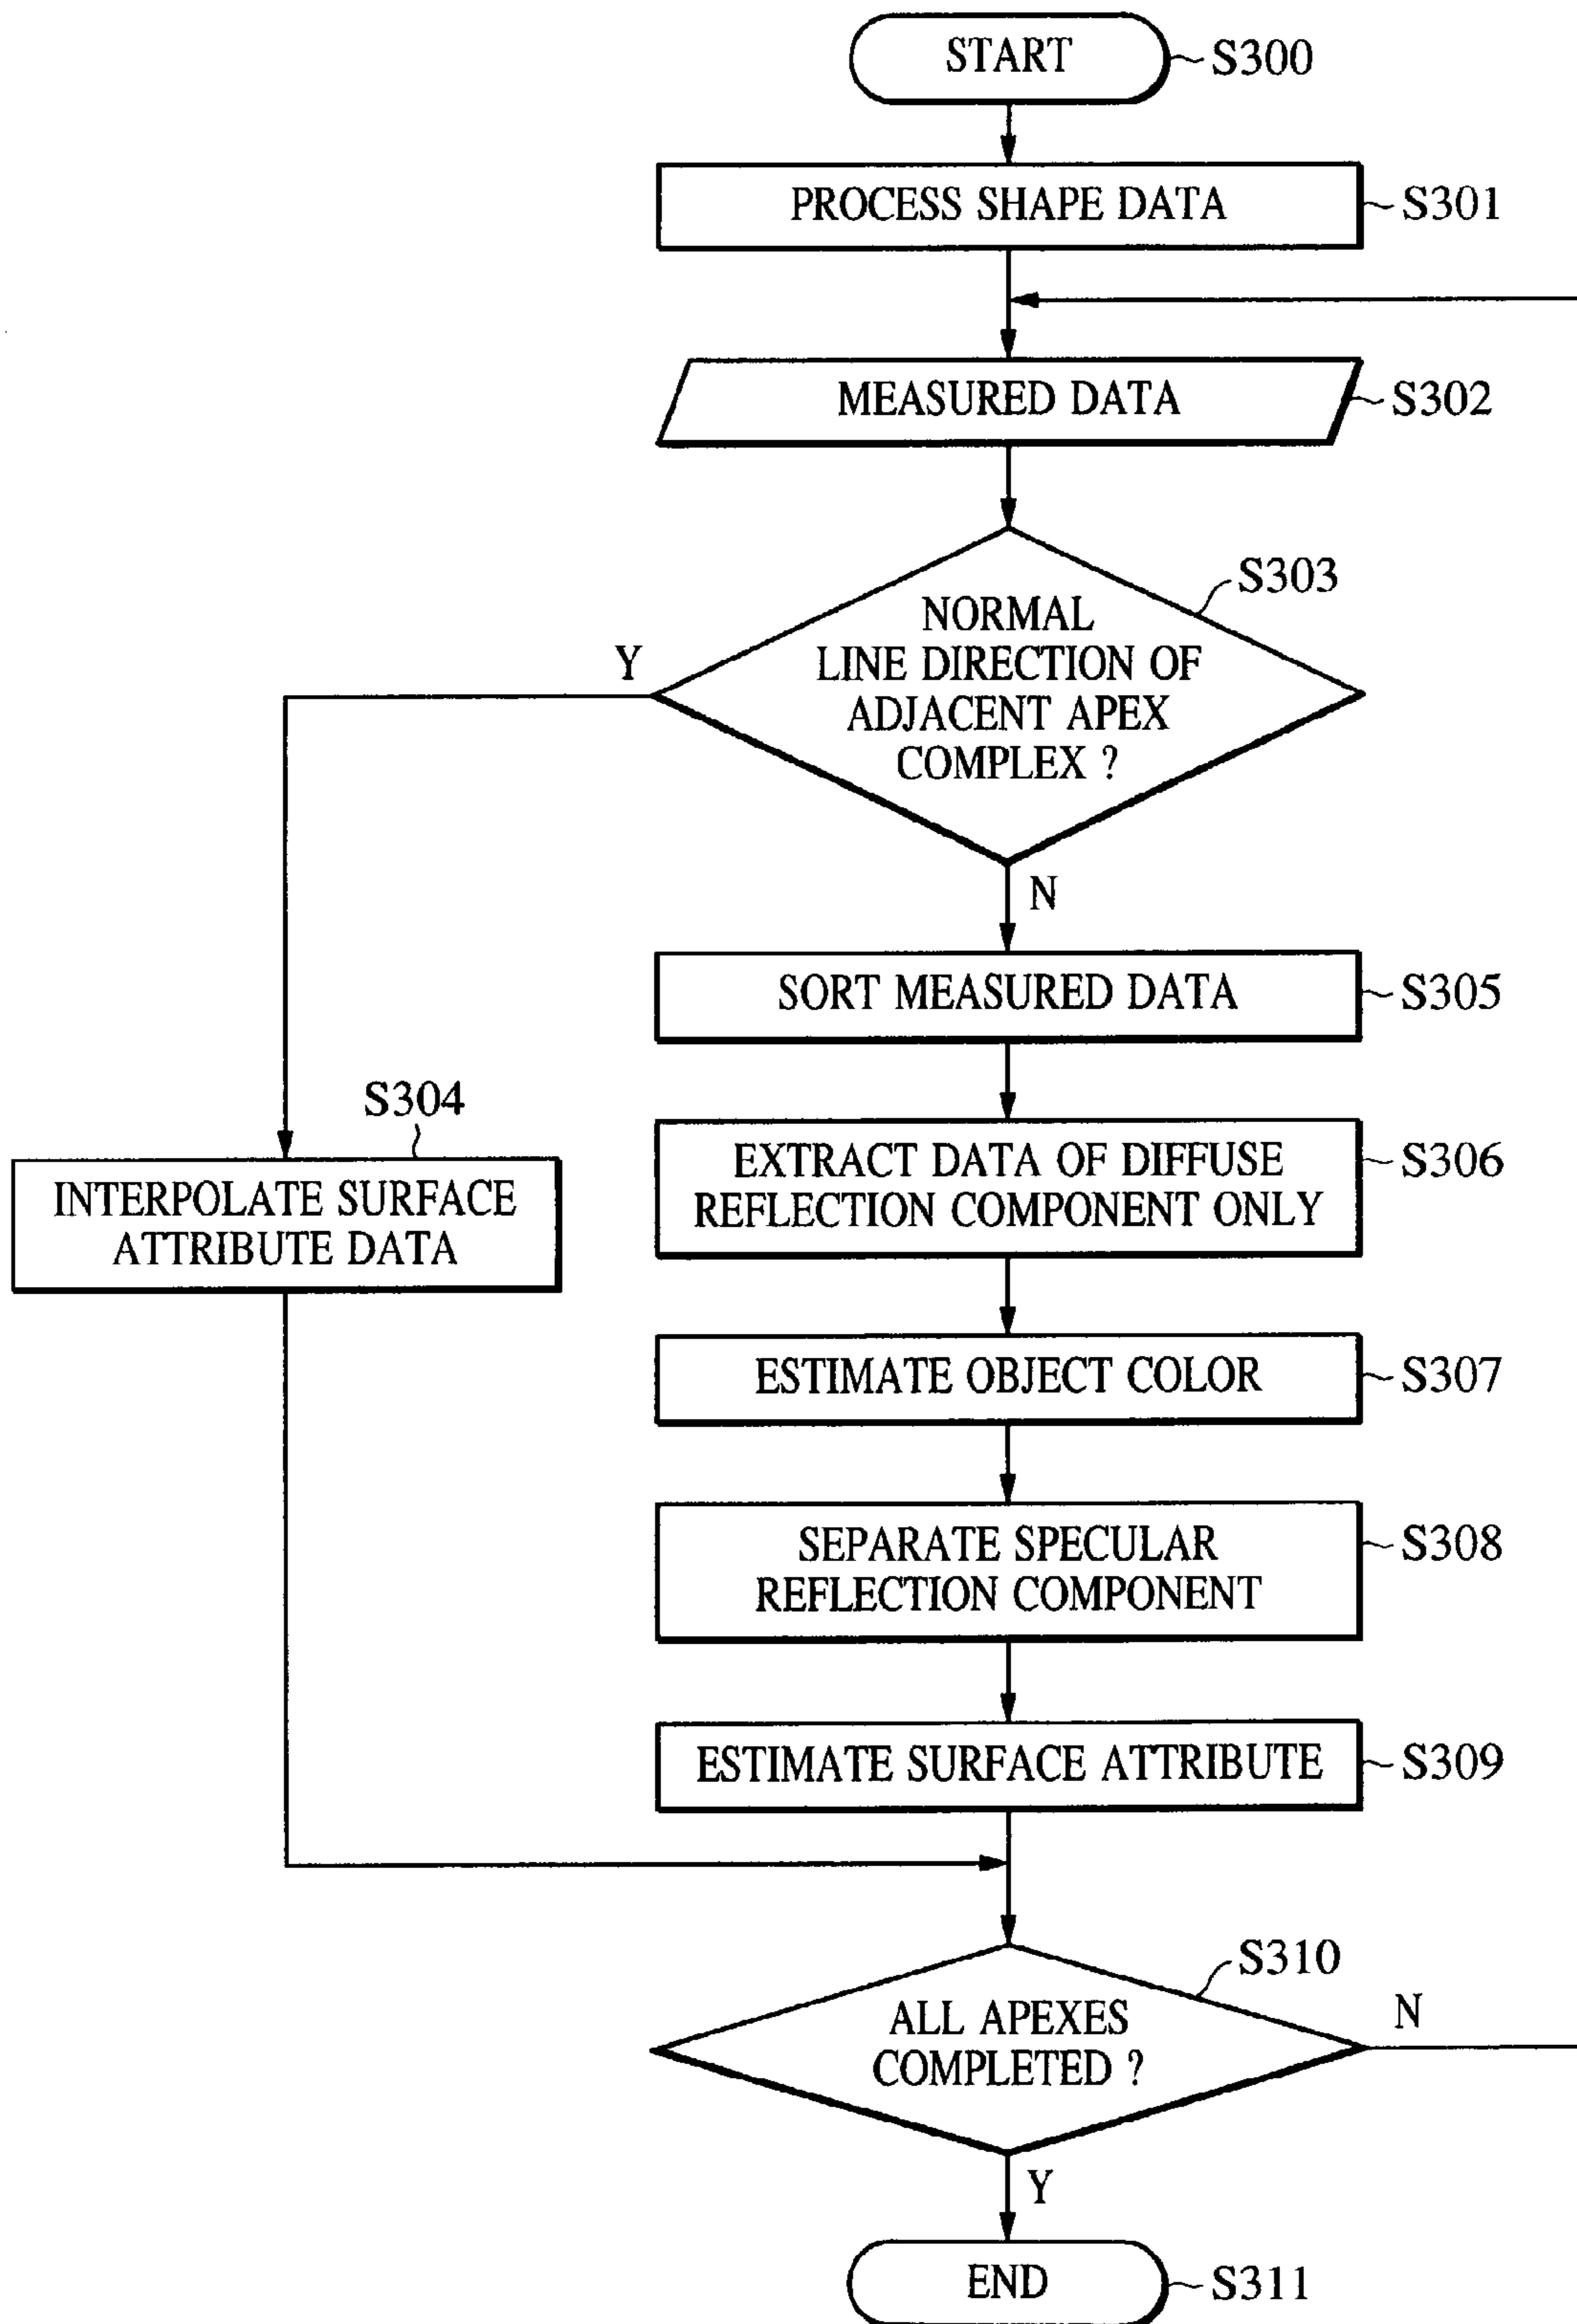 START
S300
PROCESS SHAPE DATA
S301
MEASURED DATA
S302
S303
NORMAL
LINE DIRECTION OF
ADJACENT APEX
COMPLEX ?
Y
N
SORT MEASURED DATA
S305
S304
INTERPOLATE SURFACE
ATTRIBUTE DATA
EXTRACT DATA OF DIFFUSE
REFLECTION COMPONENT ONLY
S306
ESTIMATE OBJECT COLOR
S307
SEPARATE SPECULAR
REFLECTION COMPONENT
S308
ESTIMATE SURFACE ATTRIBUTE
S309
S310
ALL APEXES
COMPLETED ?
N
Y
END
S311